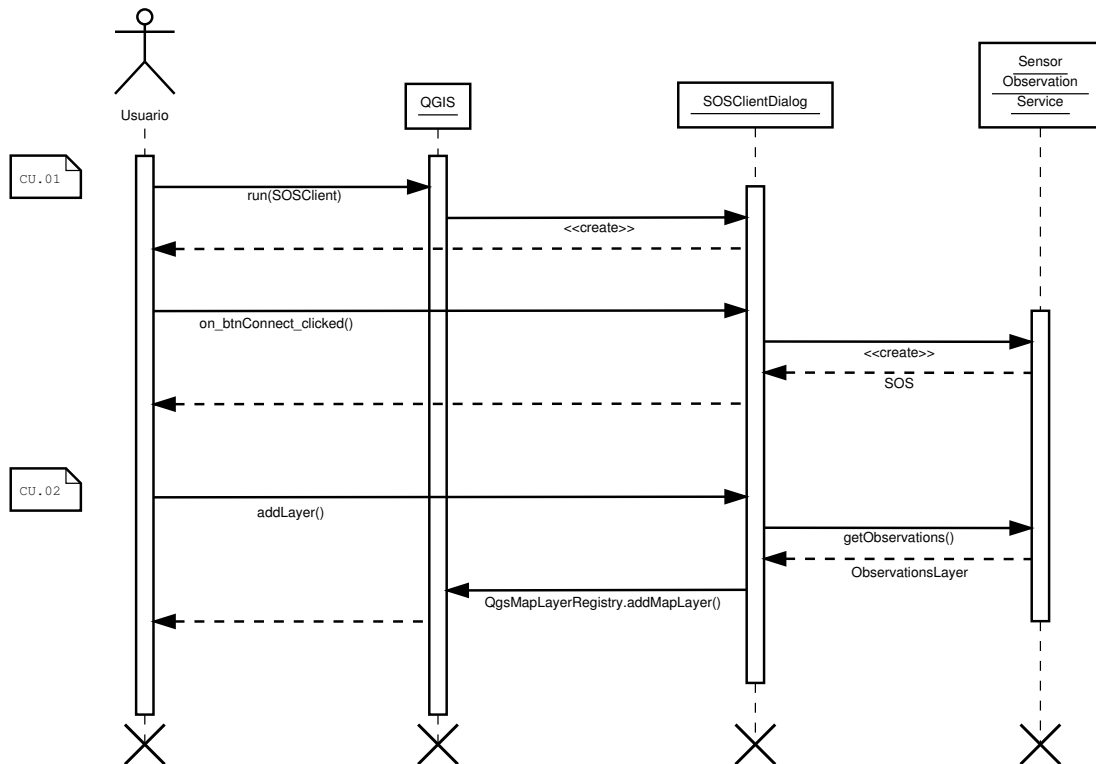 Sensor
Observation
Service
QGIS
SOSClientDialog
Usuario
CU.01
run(SOSClient)
<<create>>
on_btnConnect_clicked()
<<create>>
SOS
CU.02
addLayer()
getObservations()
ObservationsLayer
QgsMapLayerRegistry.addMapLayer()